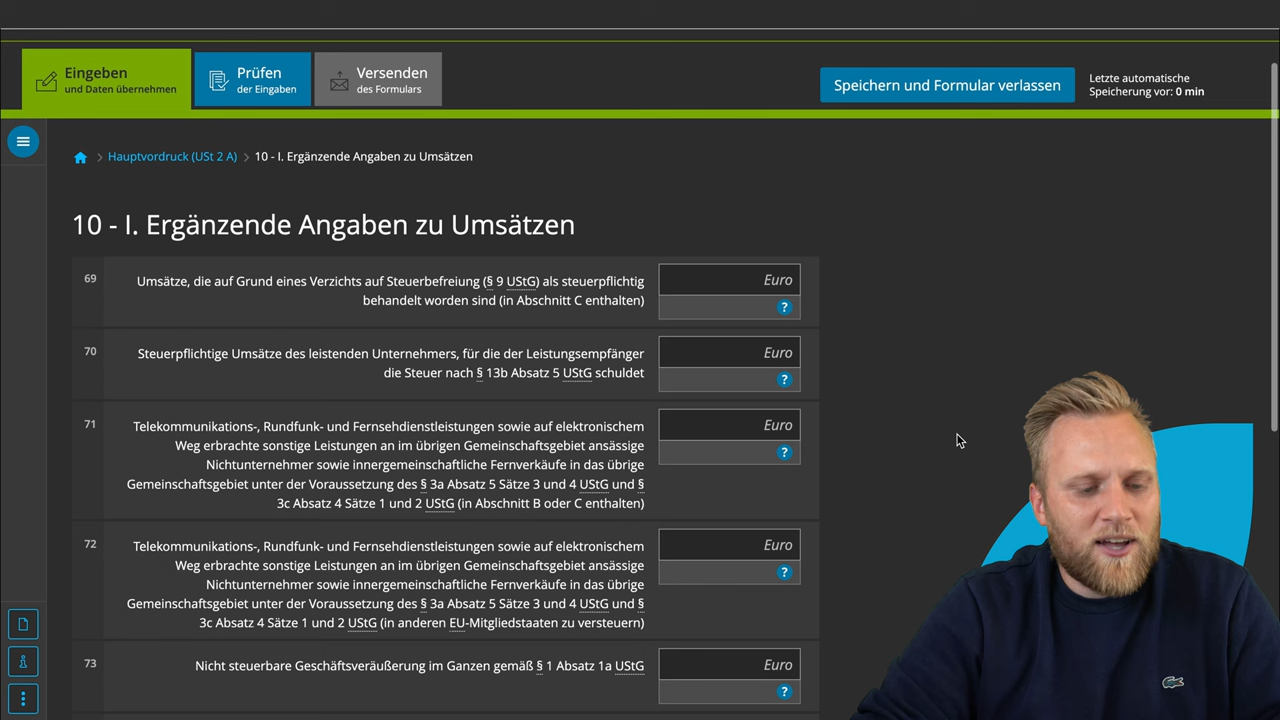 Eingeben
und Daten übernehmen
Prüfen
der Eingaben
Versenden
des Formulars
Speichern und Formular verlassen
Letzte automatische
Speicherung vor: 0 min
Hauptvordruck (USt 2 A)
10 - I. Ergänzende Angaben zu Umsätzen
10 - I. Ergänzende Angaben zu Umsätzen
69
Umsätze, die auf Grund eines Verzichts auf Steuerbefreiung (§ 9 UStG) als steuerpflichtig
behandelt worden sind (in Abschnitt C enthalten)
Euro
?
70
Steuerpflichtige Umsätze des leistenden Unternehmers, für die der Leistungsempfänger
die Steuer nach § 13b Absatz 5 UStG schuldet
Euro
?
71
Telekommunikations-, Rundfunk- und Fernsehdienstleistungen sowie auf elektronischem
Weg erbrachte sonstige Leistungen an im übrigen Gemeinschaftsgebiet ansässige
Nichtunternehmer sowie innergemeinschaftliche Fernverkäufe in das übrige
Gemeinschaftsgebiet unter der Voraussetzung des § 3a Absatz 5 Sätze 3 und 4 UStG und §
3c Absatz 4 Sätze 1 und 2 UStG (in Abschnitt B oder C enthalten)
Euro
?
72
Telekommunikations-, Rundfunk- und Fernsehdienstleistungen sowie auf elektronischem
Weg erbrachte sonstige Leistungen an im übrigen Gemeinschaftsgebiet ansässige
Nichtunternehmer sowie innergemeinschaftliche Fernverkäufe in das übrige
Gemeinschaftsgebiet unter der Voraussetzung des § 3a Absatz 5 Sätze 3 und 4 UStG und §
3c Absatz 4 Sätze 1 und 2 UStG (in anderen EU-Mitgliedstaaten zu versteuern)
Euro
?
73
Nicht steuerbare Geschäftsveräußerung im Ganzen gemäß § 1 Absatz 1a UStG
Euro
?